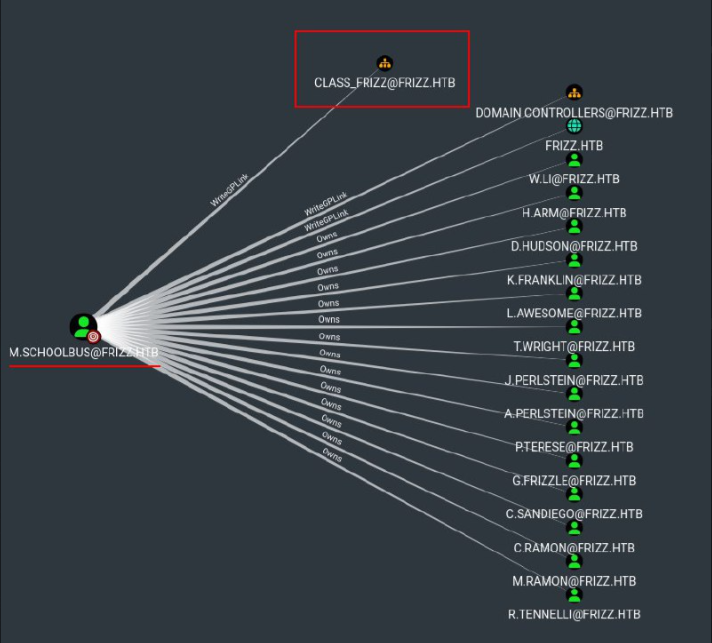 CLASS_FRIZZ@FRIZZ.HTB
DOMAIN CONTROLLERS@FRIZZ.HTB
FRIZZ.HTB
W.LI@FRIZZ.HTB
H.ARM@FRIZZ.HTB
D.HUDSON@FRIZZ.HTB
K.FRANKLIN@FRIZZ.HTB
L.AWESOME@FRIZZ.HTB
T.WRIGHT@FRIZZ.HTB
J.PERLSTEIN@FRIZZ.HTB
A.PERLSTEIN@FRIZZ.HTB
P.TERESE@FRIZZ.HTB
G.FRIZZLE@FRIZZ.HTB
C.SANDIEGO@FRIZZ.HTB
C.RAMON@FRIZZ.HTB
M.RAMON@FRIZZ.HTB
R.TENNELLI@FRIZZ.HTB
WriteGPLink
WriteGPLink
WriteGPLink
Owns
Owns
Owns
Owns
Owns
Owns
Owns
Owns
Owns
Owns
Owns
Owns
Owns
Owns
M.SCHOOLBUS@FRIZZ.HTB